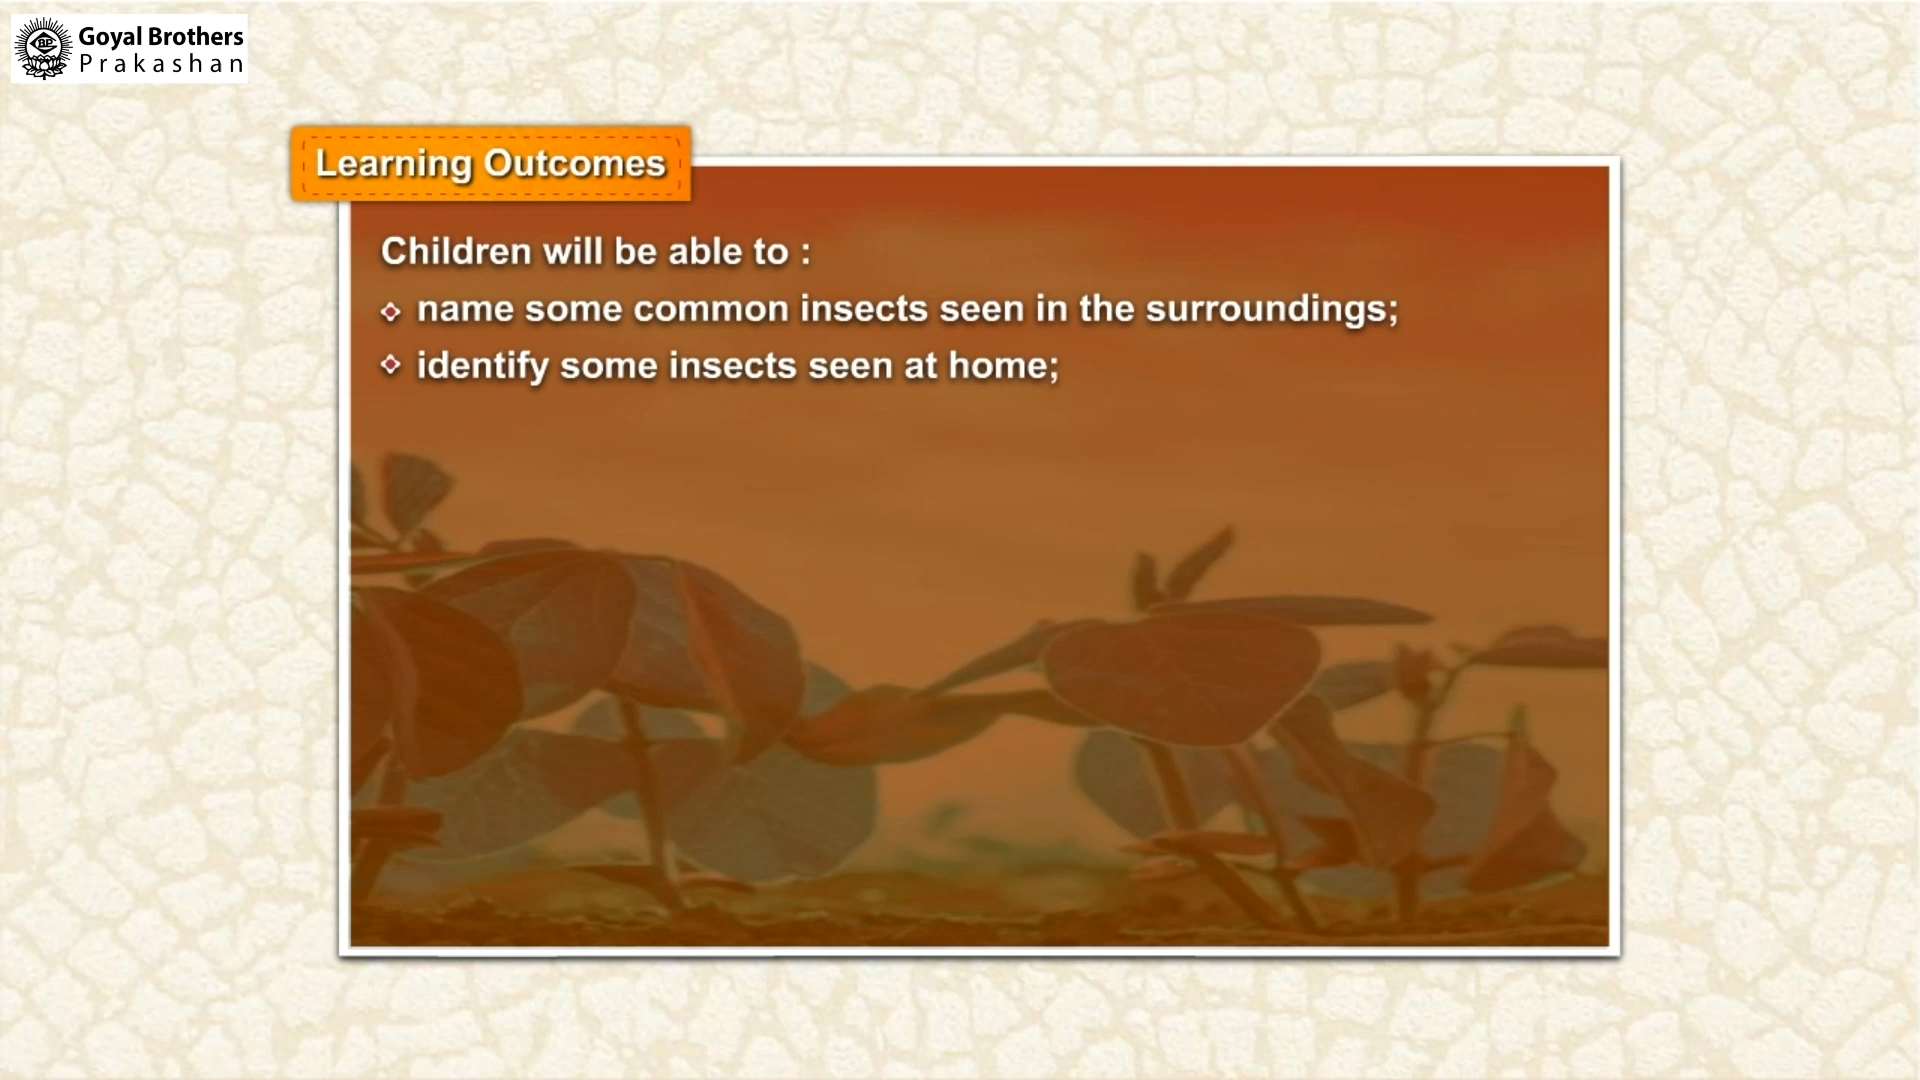 Goyal Brothers
Prakashan
Learning Outcomes
Children will be able to :
name some common insects seen in the surroundings;
identify some insects seen at home;